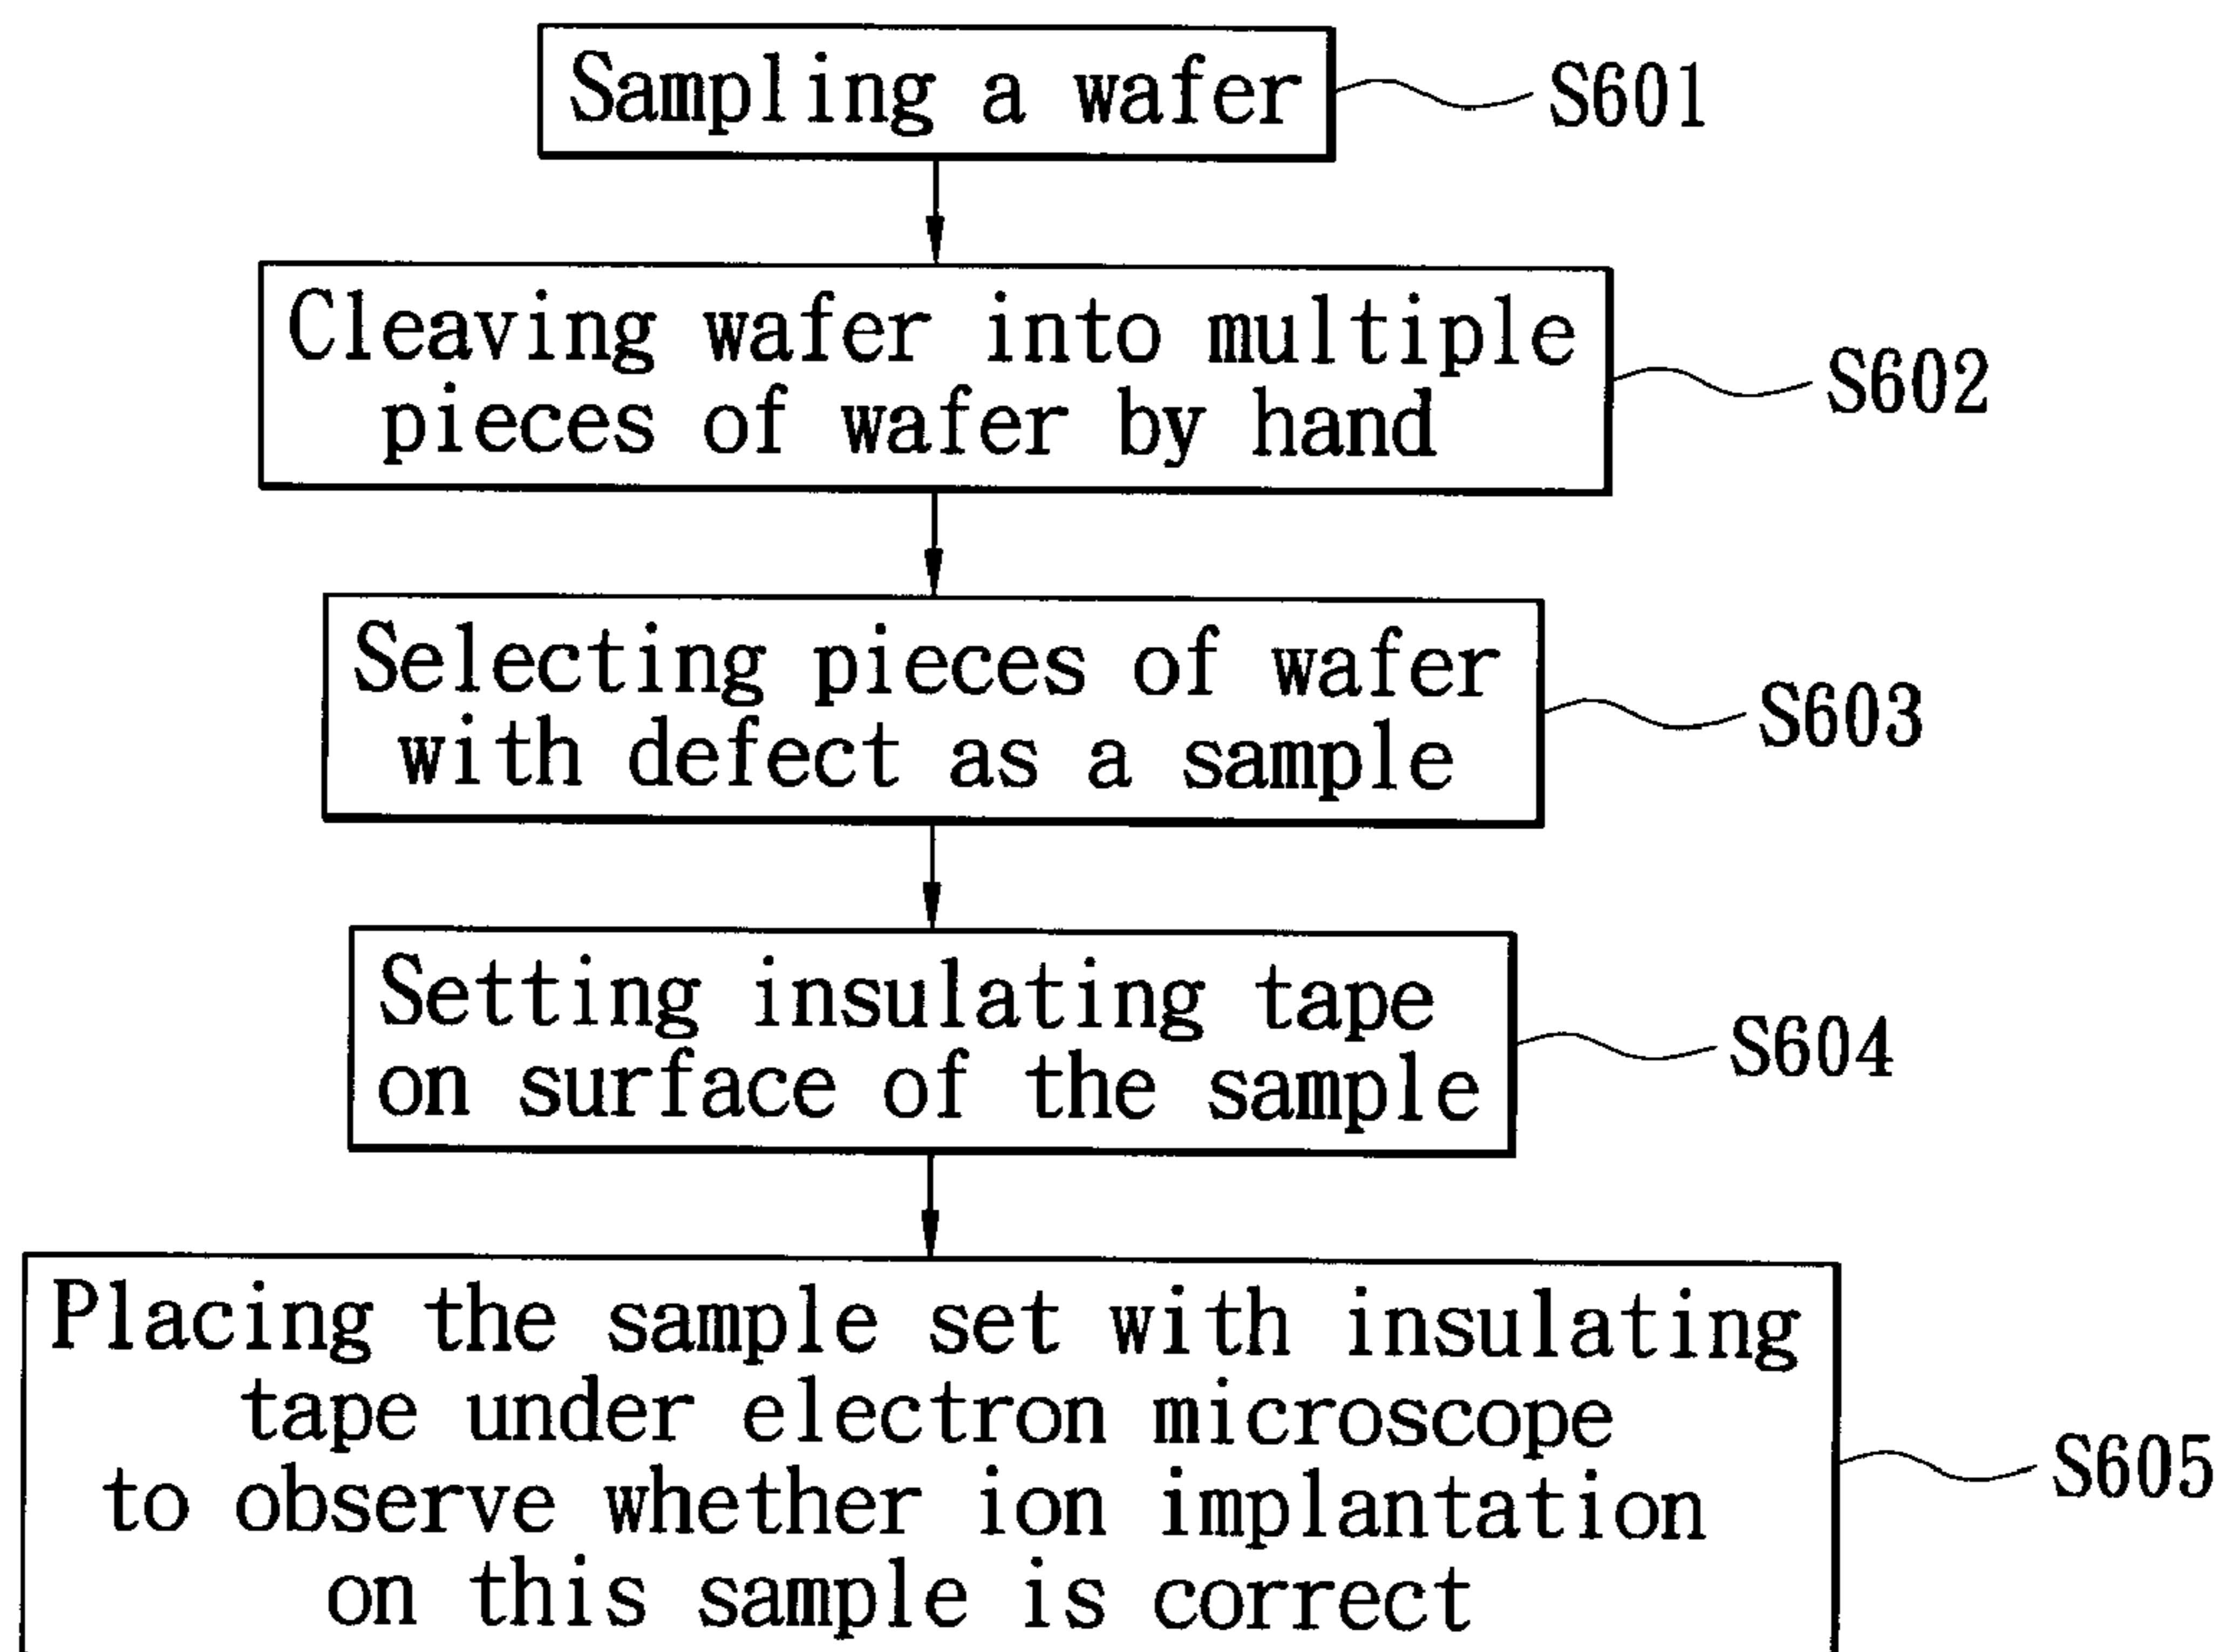 Sampling a wafer
S601
Cleaving wafer into multiple
pieces of wafer by hand
S602
Selecting pieces of wafer
with defect as a sample
S603
Setting insulating tape
on surface of the sample
S604
Placing the sample set with insulating
tape under electron microscope
to observe whether ion implantation
on this sample is correct
S605